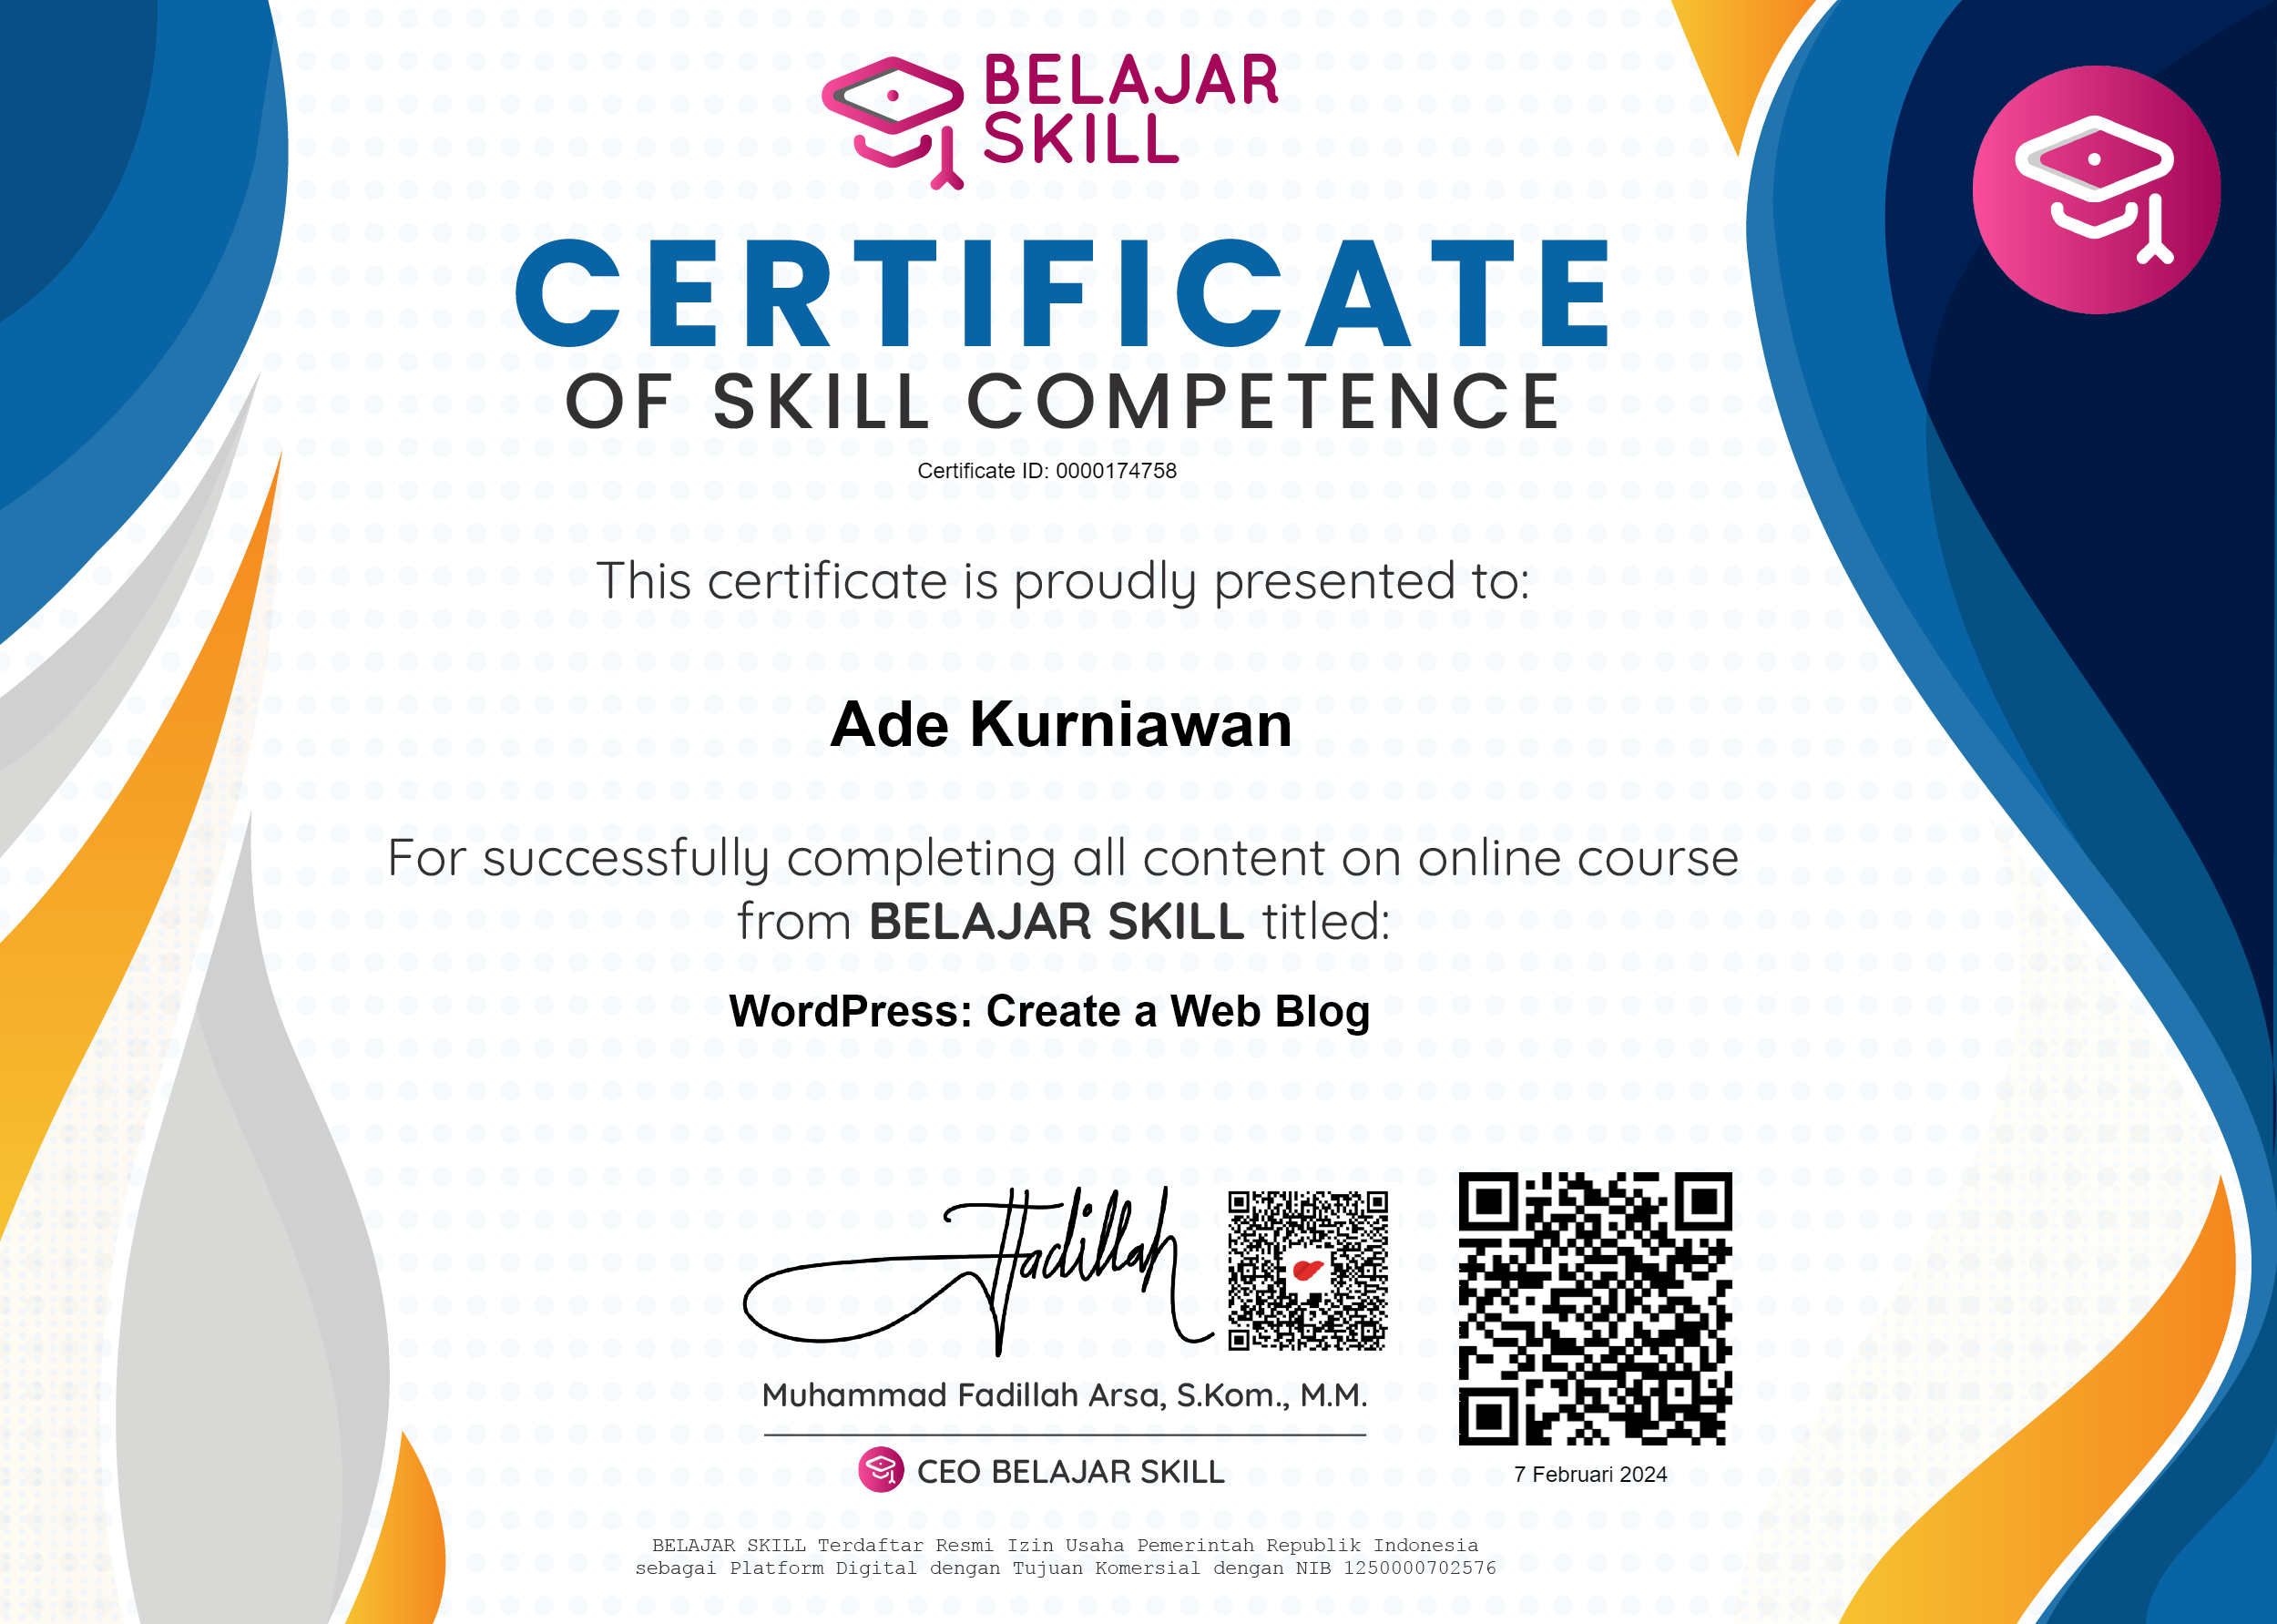 BELAJAR
SKILL
CERTIFICATE
OF SKILL COMPETENCE
Certificate ID: 0000174758
This certificate is proudly presented to:
Ade Kurniawan
For successfully completing all content on online course
from BELAJAR SKILL titled:
WordPress: Create a Web Blog
Fadillah
Muhammad Fadillah Arsa, S.Kom., M.M.
CEO BELAJAR SKILL
7 Februari 2024
BELAJAR SKILL Terdaftar Resmi Izin Usaha Pemerintah Republik Indonesia
sebagai Platform Digital dengan Tujuan Komersial dengan NIB 1250000702576